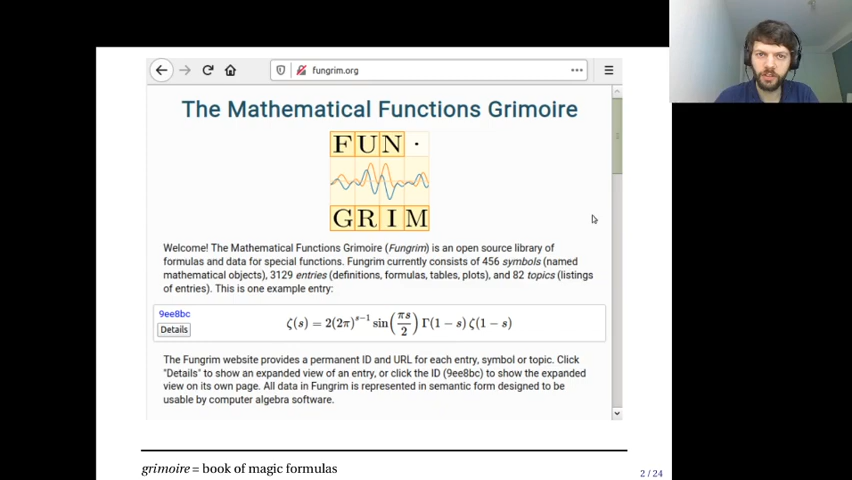 fungrim.org
The Mathematical Functions Grimoire
FUN·
GRIM
Welcome! The Mathematical Functions Grimoire (Fungrim) is an open source library of
formulas and data for special functions. Fungrim currently consists of 456 symbols (named
mathematical objects), 3129 entries (definitions, formulas, tables, plots), and 82 topics (listings
of entries). This is one example entry:
9ee8bc
Details
ζ(s) = 2(2π)^{s−1} sin(πs/2) Γ(1 − s) ζ(1 − s)
The Fungrim website provides a permanent ID and URL for each entry, symbol or topic. Click
"Details" to show an expanded view of an entry, or click the ID (9ee8bc) to show the expanded
view on its own page. All data in Fungrim is represented in semantic form designed to be
usable by computer algebra software.
grimoire = book of magic formulas
2 / 24